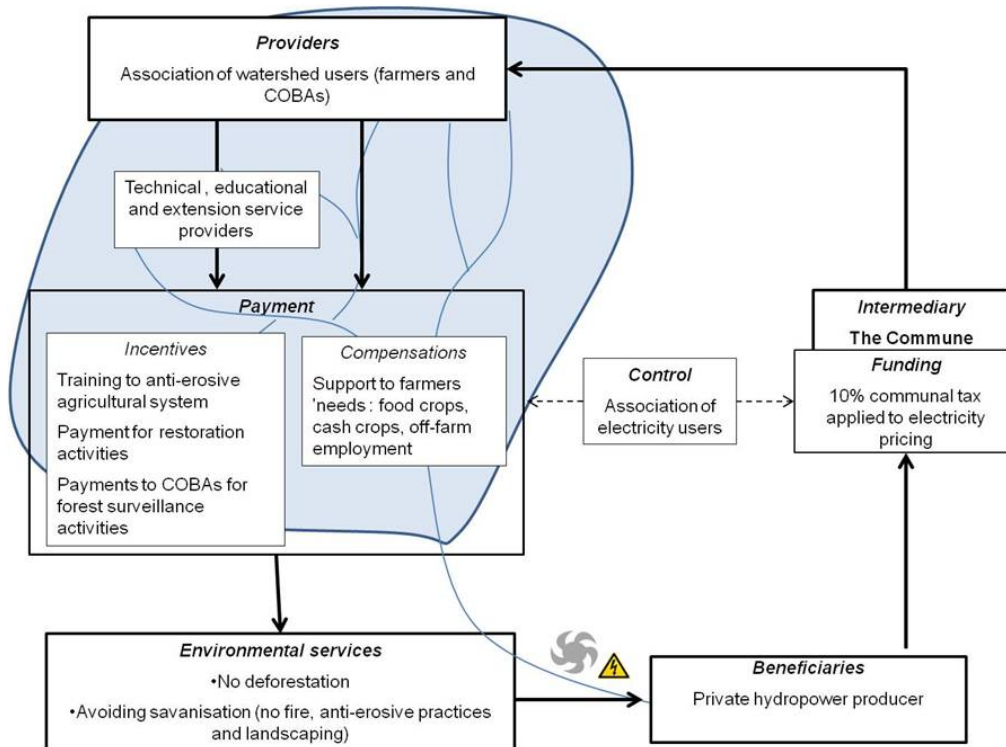 Providers
Association of watershed users (farmers and
COBAs)
Technical , educational
and extension service
providers
Payment
Incentives
Training to anti-erosive
agricultural system
Payment for restoration
activities
Payments to COBAs for
forest surveillance
activities
Compensations
Support to farmers
'needs : food crops,
cash crops, off-farm
employment
Control
Association of
electricity users
Intermediary
The Commune
Funding
10% communal tax
applied to electricity
pricing
Environmental services
•No deforestation
•Avoiding savanisation (no fire, anti-erosive practices
and landscaping)
Beneficiaries
Private hydropower producer